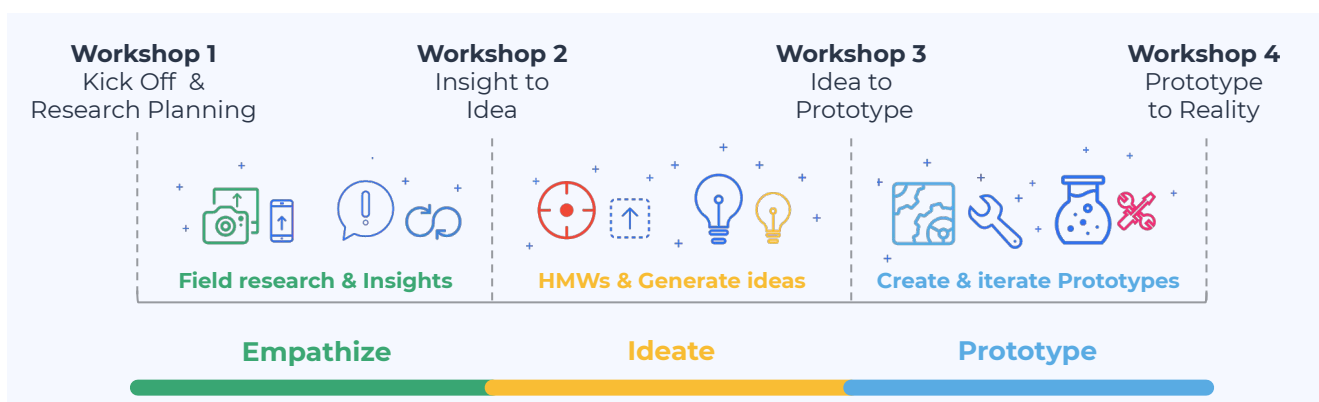 Workshop 1
Kick Off &
Research Planning
Workshop 2
Insight to
Idea
Workshop 3
Idea to
Prototype
Workshop 4
Prototype
to Reality
Field research & Insights
HMWs & Generate ideas
Create & iterate Prototypes
Empathize
Ideate
Prototype